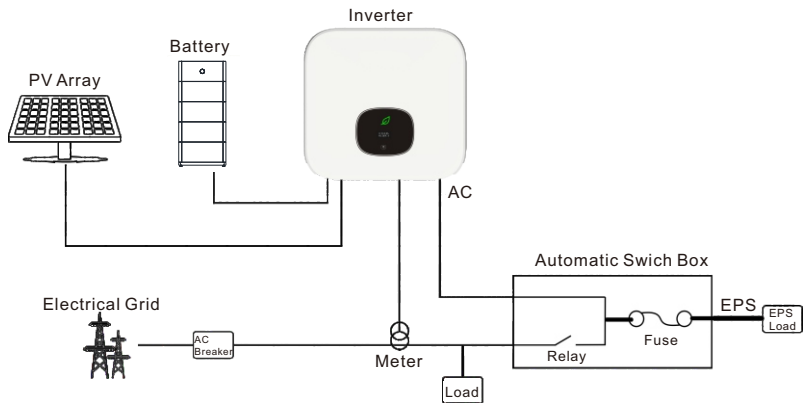 Inverter
Battery
PV Array
AC
Automatic Swich Box
Electrical Grid
EPS
EPS
Load
AC
Breaker
Fuse
Relay
Meter
Load